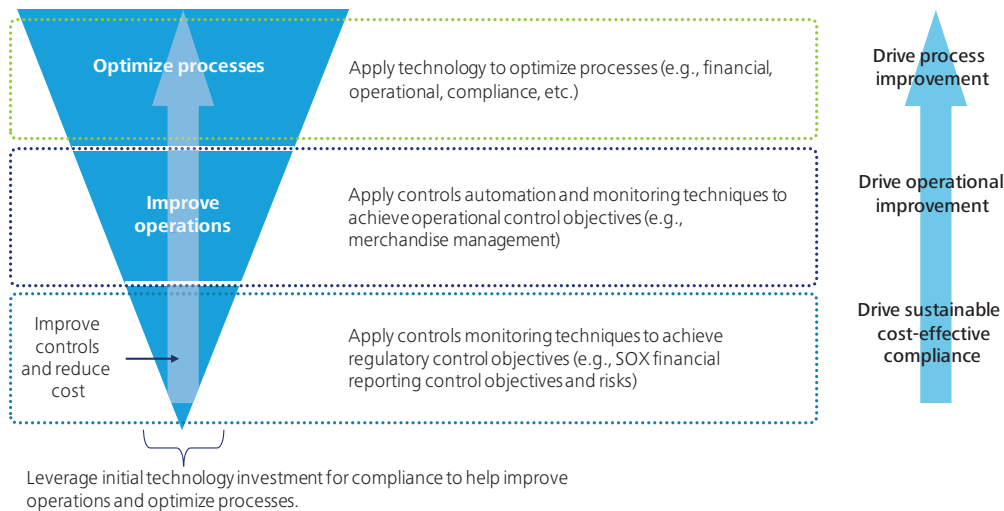 Optimize processes
Apply technology to optimize processes (e.g., financial,
operational, compliance, etc.)
Drive process
improvement
Improve
operations
Apply controls automation and monitoring techniques to
achieve operational control objectives (e.g.,
merchandise management)
Drive operational
improvement
Improve
controls
and reduce
cost
Apply controls monitoring techniques to achieve
regulatory control objectives (e.g., SOX financial
reporting control objectives and risks)
Drive sustainable
cost-effective
compliance
Leverage initial technology investment for compliance to help improve
operations and optimize processes.